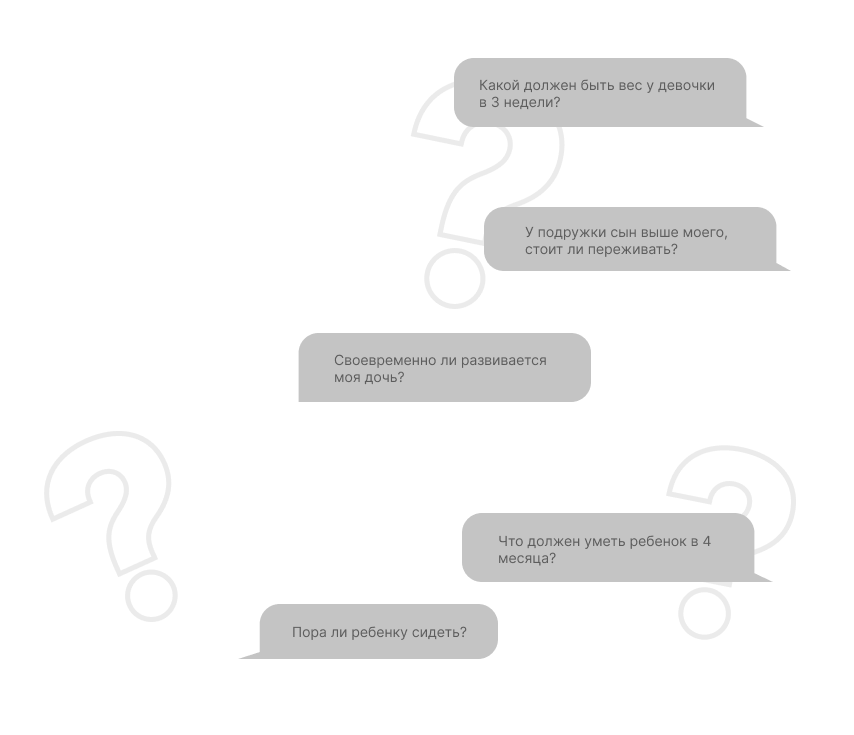 Какой должен быть вес у девочки
в 3 недели?
У подружки сын выше моего,
стоит ли переживать?
Своевременно ли развивается
моя дочь?
Что должен уметь ребенок в 4
месяца?
Пора ли ребенку сидеть?